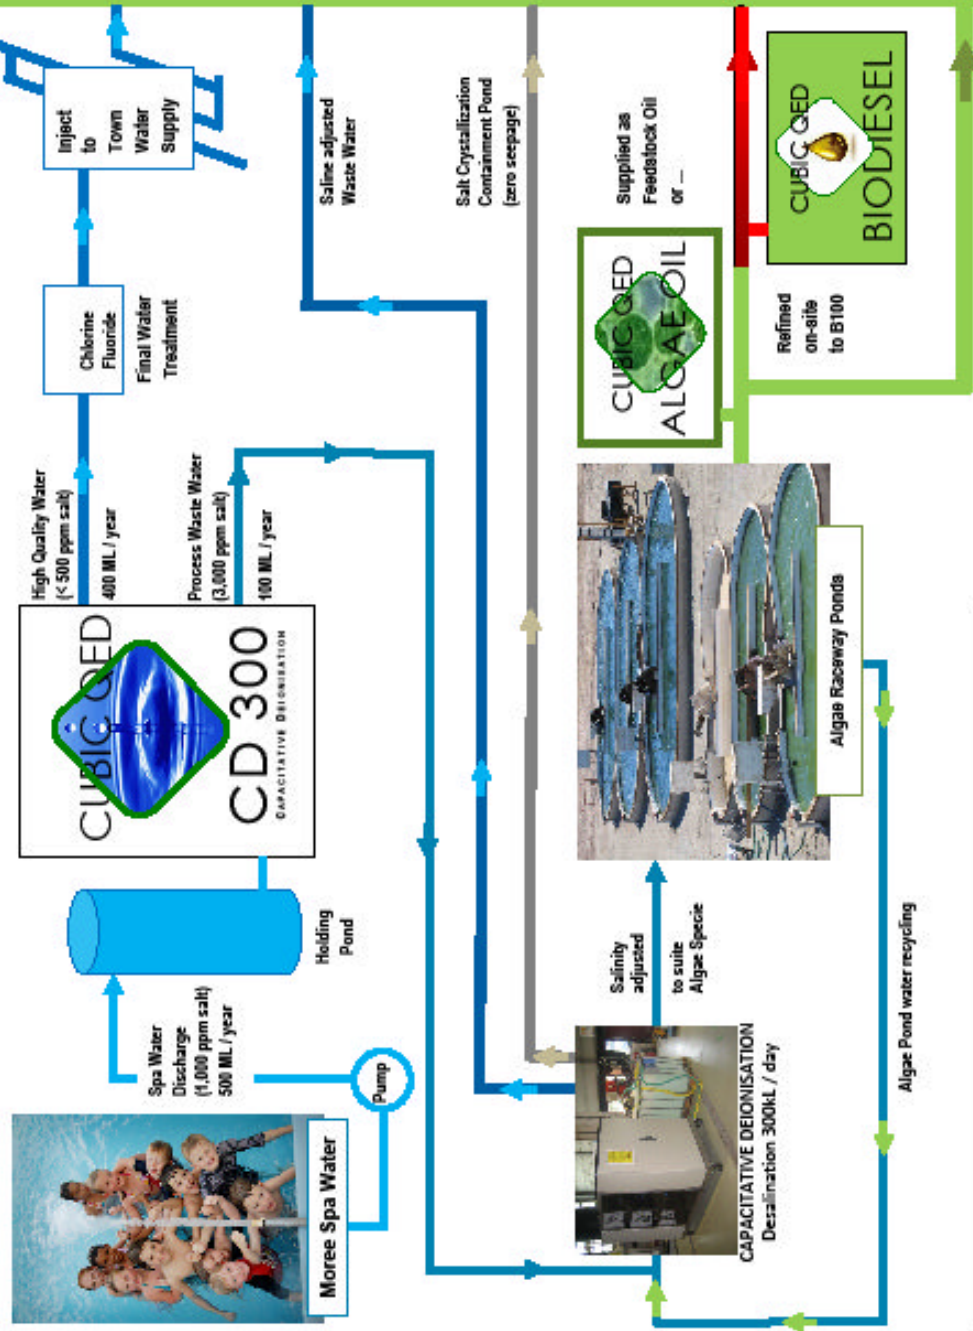 Moree Spa Water
Pump
Spa Water
Discharge
(1,000 ppm salt)
500 ML / year
Holding
Pond
CUBIC QED
CD 300
CAPACITATIVE DEIONISATION
High Quality Water
(< 500 ppm salt)
400 ML / year
Process Waste Water
(3,000 ppm salt)
100 ML / year
Chlorine
Fluoride
Final Water
Treatment
Inject
to
Town
Water
Supply
Saline adjusted
Waste Water
Salt Crystallization
Containment Pond
(zero seepage)
CAPACITATIVE DEIONISATION
Desalination 300kL / day
Salinity
adjusted
to suite
Algae Specie
Algae Raceway Ponds
Algae Pond water recycling
CUBIC QED
ALGAE OIL
Supplied as
Feedstock Oil
or ...
Refined
on-site
to B100
CUBIC QED
BIODIESEL